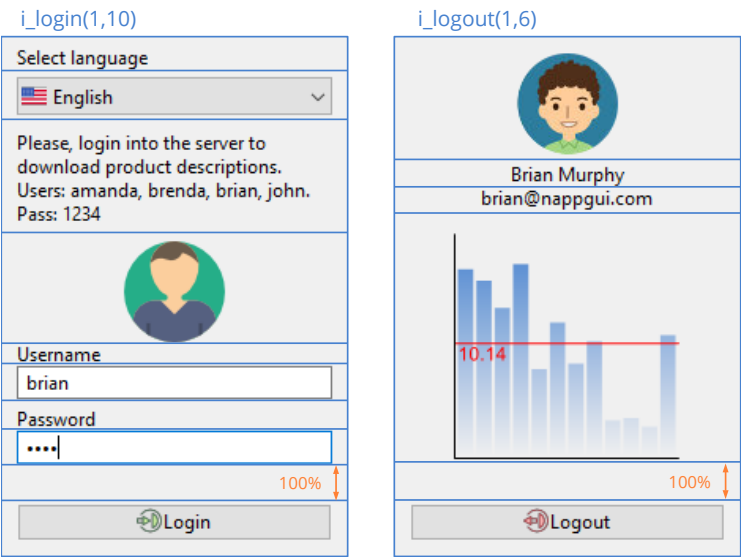 i_login(1,10)
Select language
English
Please, login into the server to
download product descriptions.
Users: amanda, brenda, brian, john.
Pass: 1234
Username
brian
Password
••••
100%
Login
i_logout(1,6)
Brian Murphy
brian@nappgui.com
10.14
100%
Logout